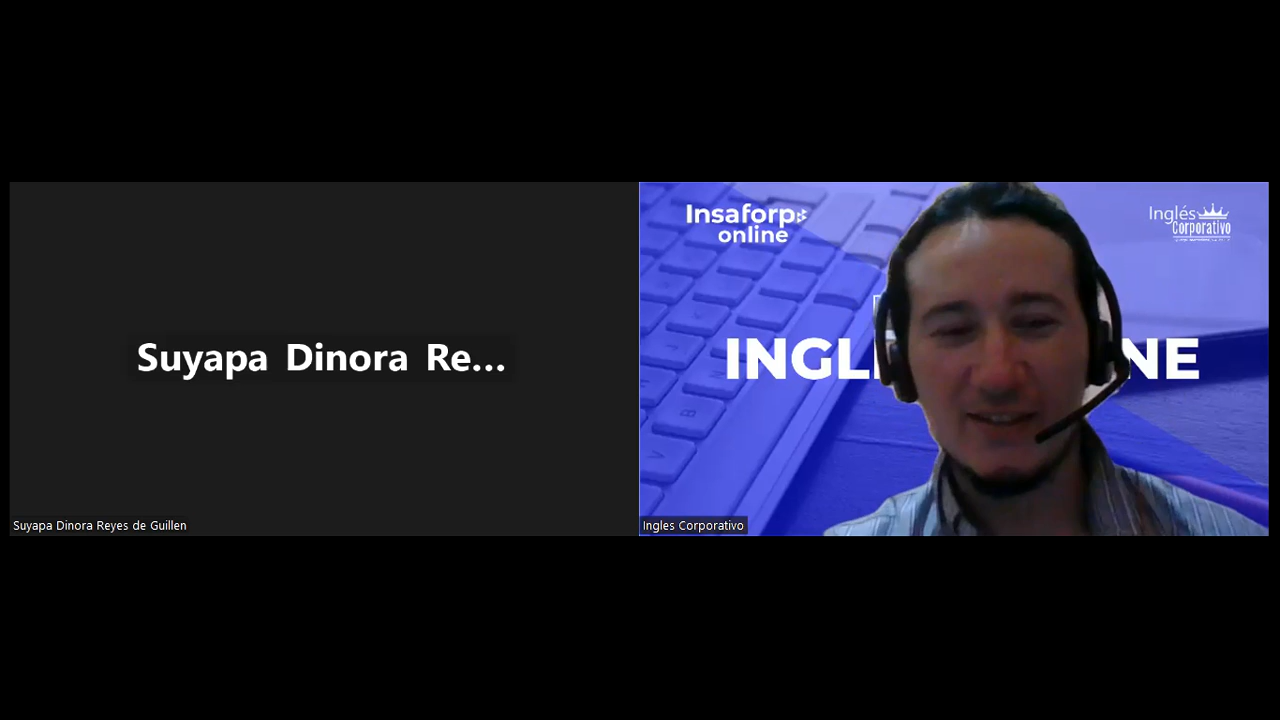 Suyapa Dinora Re...
Suyapa Dinora Reyes de Guillen
Insaforp
online
Inglés
Corporativo
INGL
NE
Ingles Corporativo